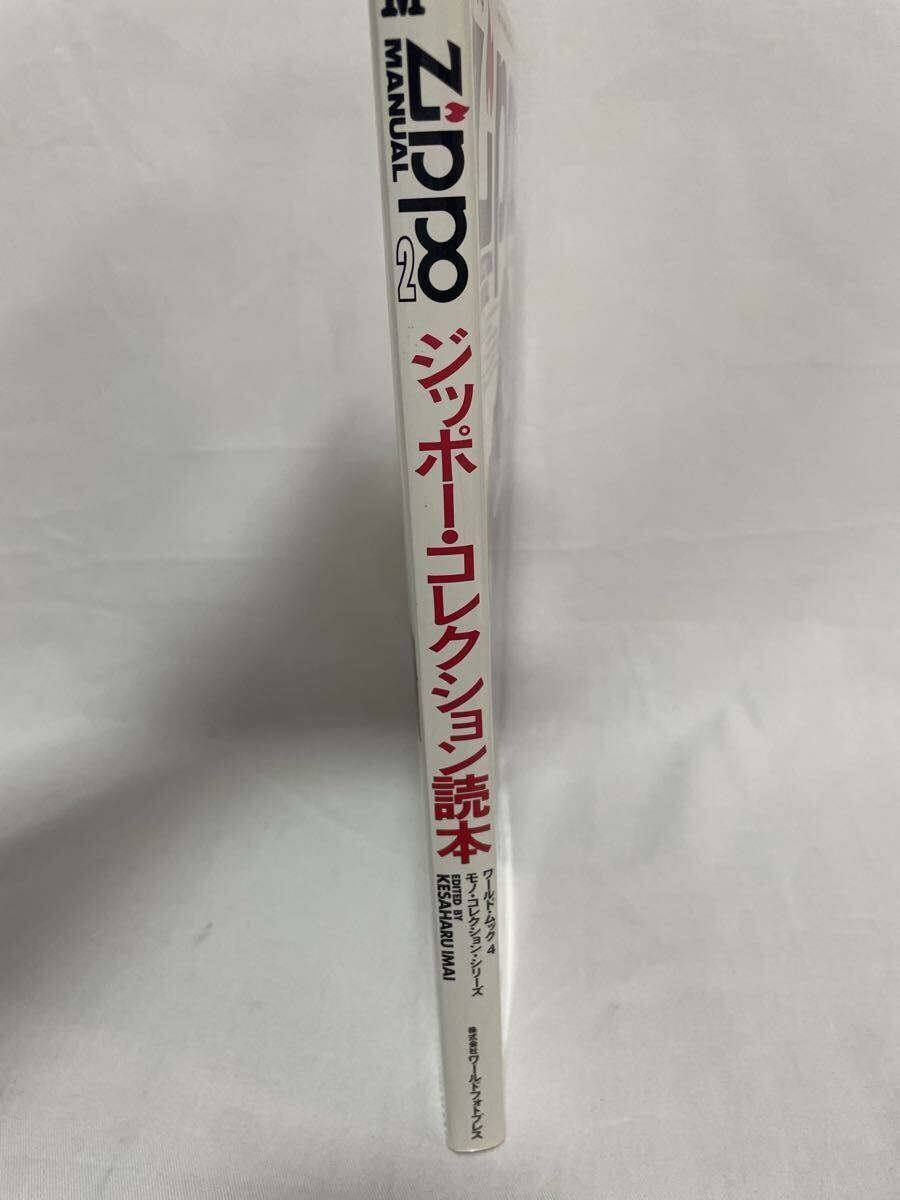 M
Zippo
MANUAL
2
ジッポー・コレクション読本
ワールド・ムック 4
モノ・コレクション・シリーズ
EDITED BY
KESAHARU IMAI
株式会社ワールドフォトプレス